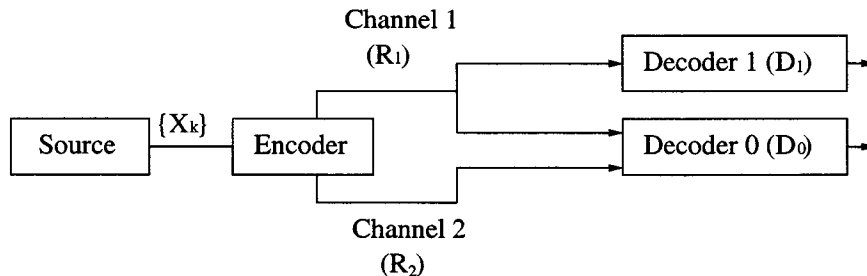 Channel 1
(R₁)
Decoder 1 (D₁)
{Xₖ}
Source
Encoder
Decoder 0 (D₀)
Channel 2
(R₂)